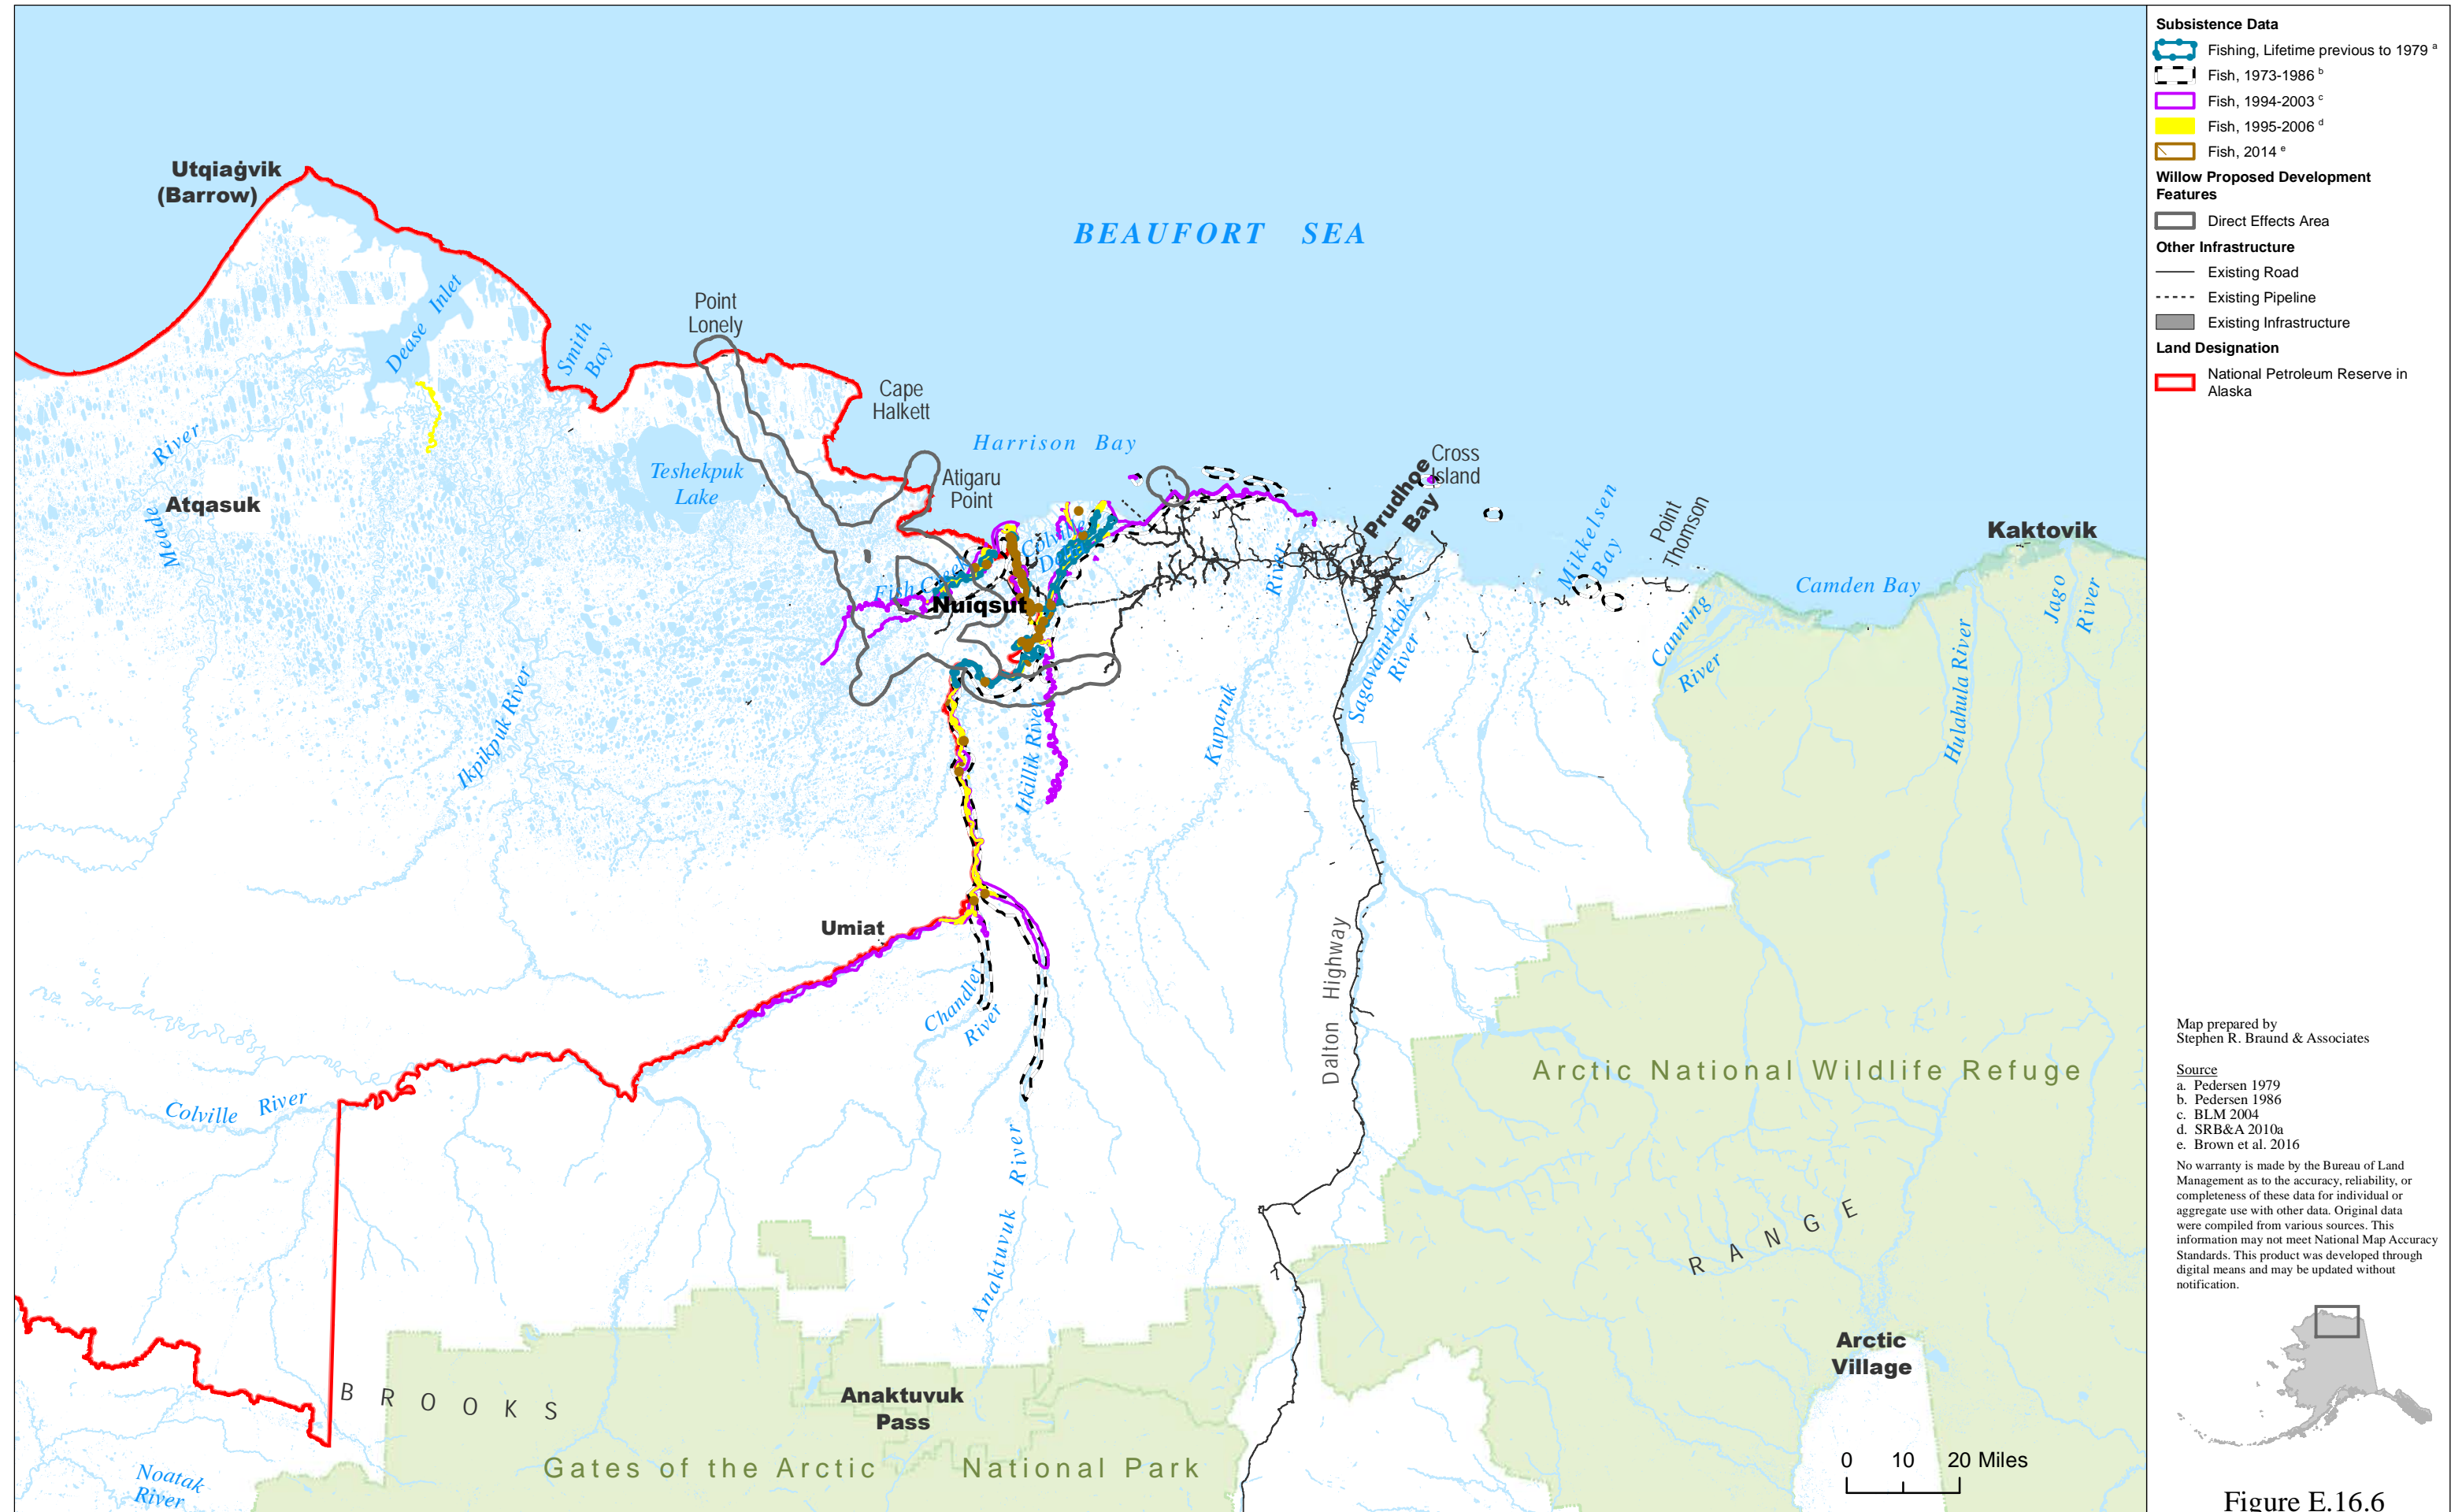 Subsistence Data
Fishing, Lifetime previous to 1979 a
Fish, 1973-1986 b
Fish, 1994-2003 c
Fish, 1995-2006 d
Fish, 2014 e
Willow Proposed Development
Features
Direct Effects Area
Other Infrastructure
Existing Road
Existing Pipeline
Existing Infrastructure
Land Designation
National Petroleum Reserve in
Alaska
Utqiaġvik
(Barrow)
BEAUFORT SEA
Dease Inlet
Smith
Bay
Point
Lonely
Cape
Halkett
Harrison Bay
Teshekpuk
Lake
Atigaru
Point
Cross
Island
Prudhoe
Bay
Meade River
Atqasuk
Colville
Delta
Fish Creek
Nuiqsut
Mikkelsen
Bay
Point
Thomson
Kaktovik
Camden Bay
Canning
River
Hulahula River
Jago
River
Kuparuk River
Sagavanirktok
River
Ikpikpuk River
Itkillik River
Umiat
Chandler
River
Dalton Highway
Colville River
Anaktuvuk River
Arctic National Wildlife Refuge
BROOKS
RANGE
Arctic
Village
Anaktuvuk
Pass
Gates of the Arctic National Park
Noatak
River
0 10 20 Miles
Map prepared by
Stephen R. Braund & Associates
Source
a. Pedersen 1979
b. Pedersen 1986
c. BLM 2004
d. SRB&A 2010a
e. Brown et al. 2016
No warranty is made by the Bureau of Land
Management as to the accuracy, reliability, or
completeness of these data for individual or
aggregate use with other data. Original data
were compiled from various sources. This
information may not meet National Map Accuracy
Standards. This product was developed through
digital means and may be updated without
notification.
Figure E.16.6